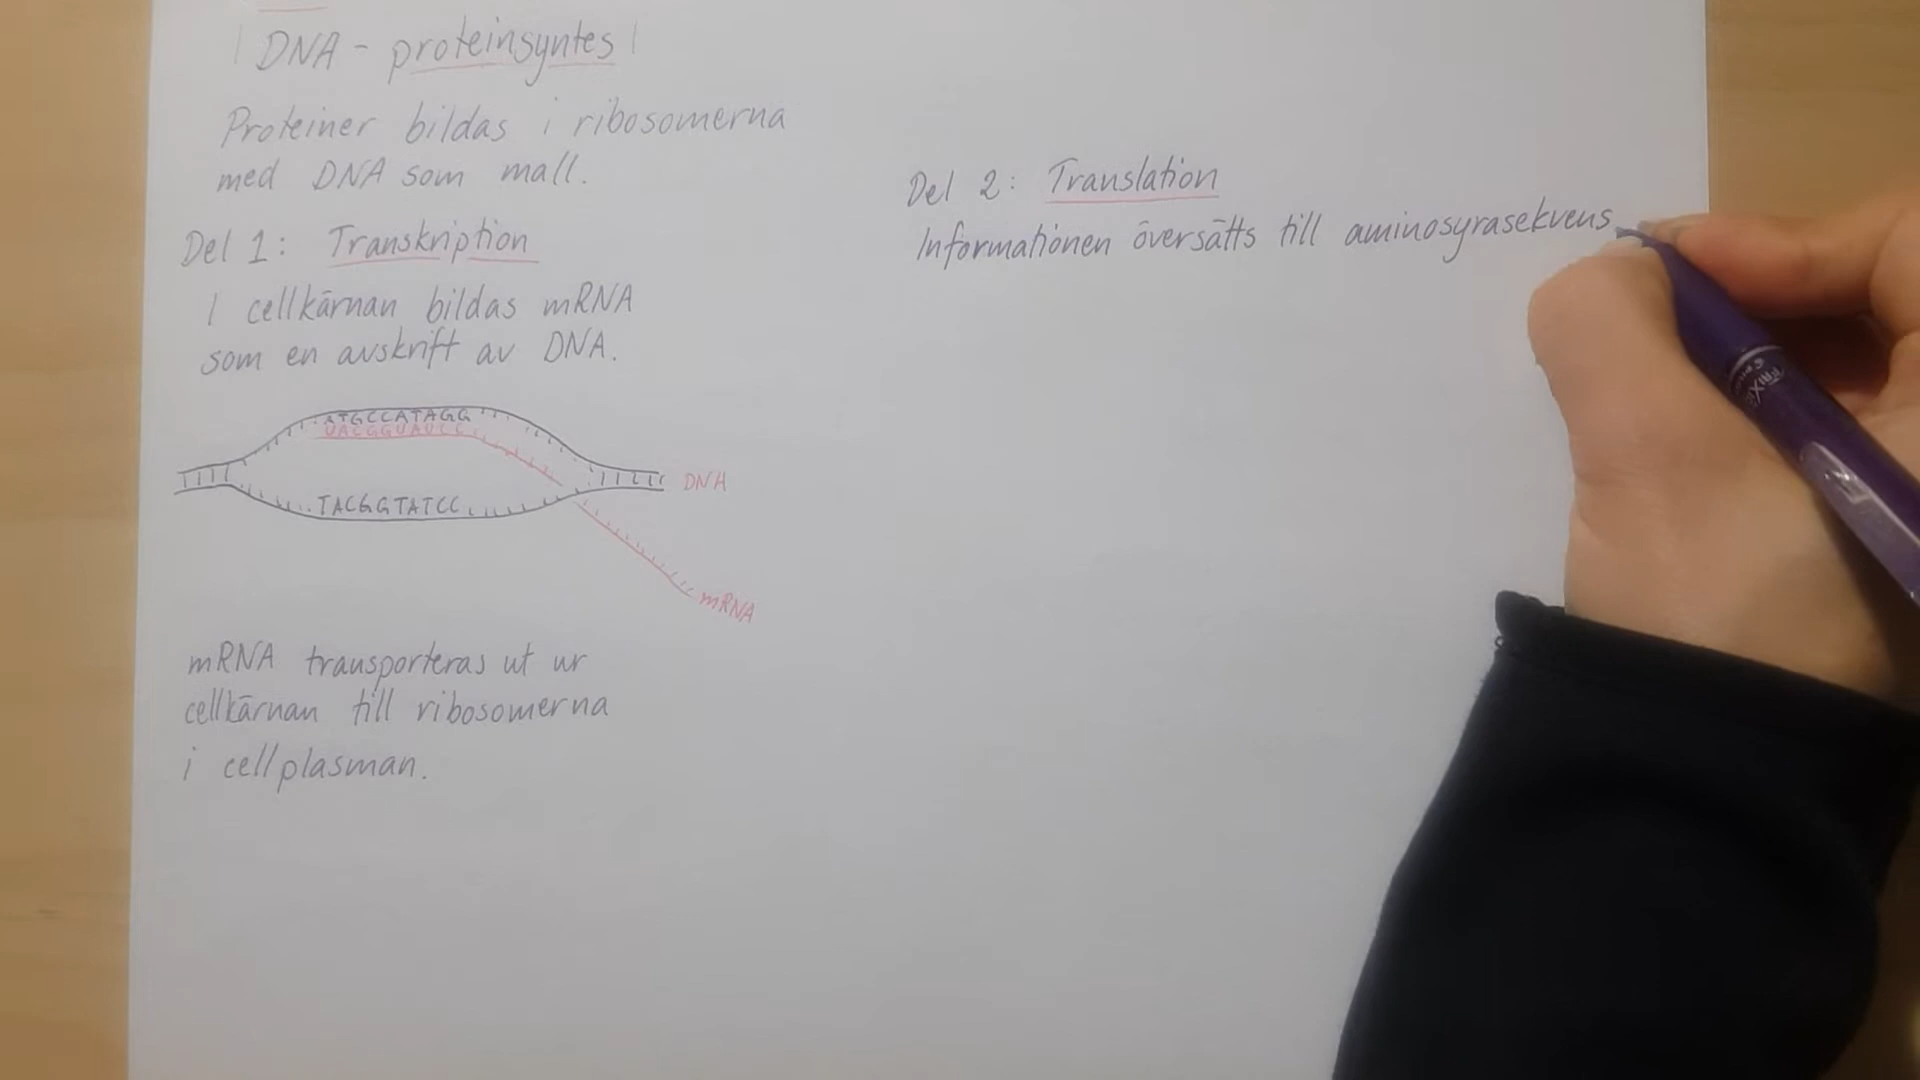 DNA - proteinsyntes
Proteiner bildas i ribosomerna
med DNA som mall.
Del 1: Transkription
I cellkärnan bildas mRNA
som en avskrift av DNA.
ATGCCATAGG
UACGGUAUCC
TACGGTATCC
DNA
mRNA
mRNA transporteras ut ur
cellkärnan till ribosomerna
i cellplasman.
Del 2: Translation
Informationen översätts till aminosyrasekvens